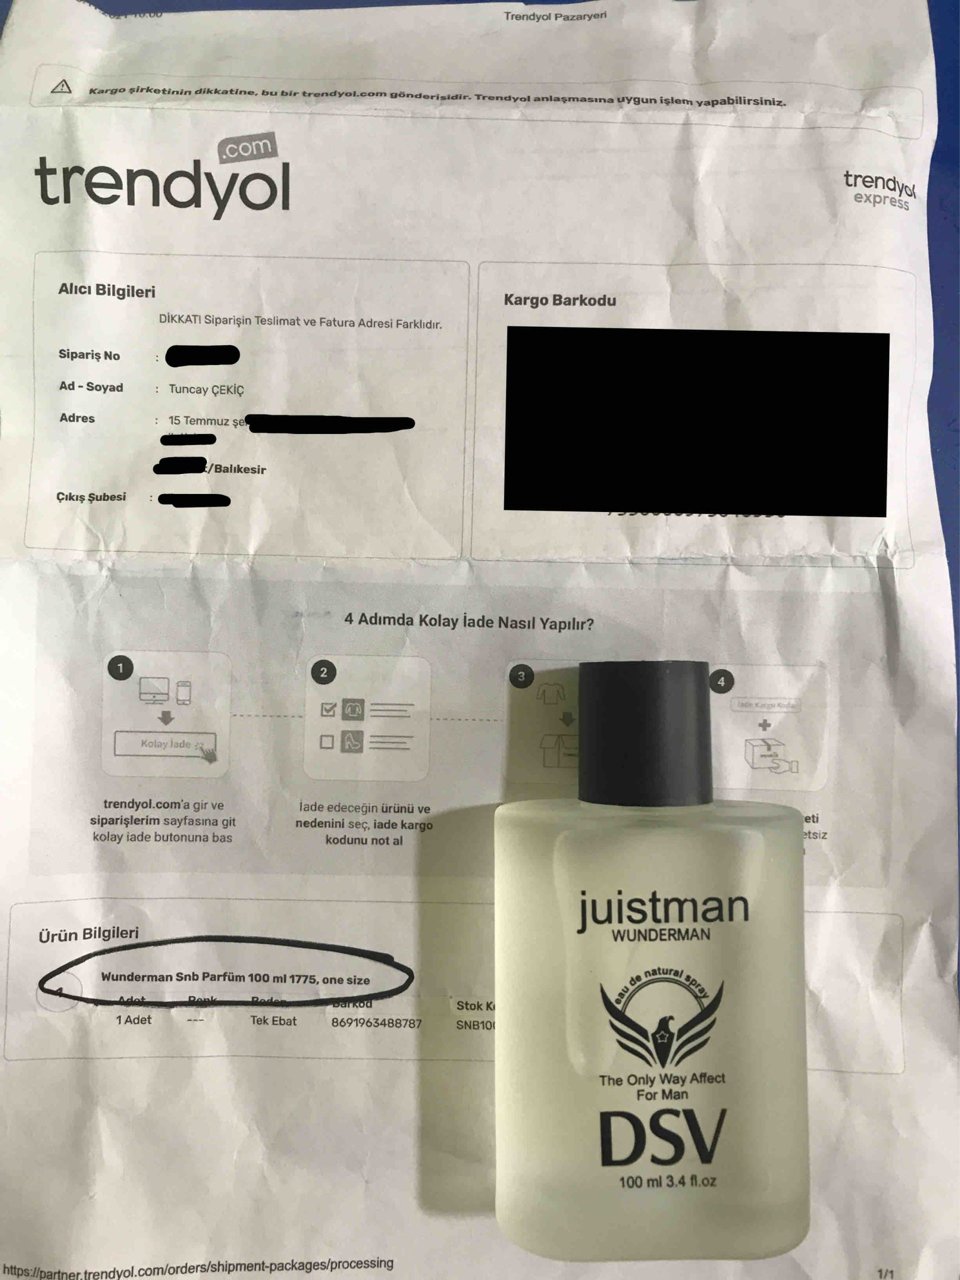 Trendyol Pazaryeri
Kargo şirketinin dikkatine, bu bir trendyol.com gönderisidir. Trendyol anlaşmasına uygun işlem yapabilirsiniz.
.com
trendyol
trendyol
express
Alıcı Bilgileri
DİKKAT! Siparişin Teslimat ve Fatura Adresi Farklıdır.
Sipariş No :
Ad - Soyad : Tuncay ÇEKİÇ
Adres : 15 Temmuz şe
/Balıkesir
Çıkış Şubesi :
Kargo Barkodu
4 Adımda Kolay İade Nasıl Yapılır?
1
Kolay İade
trendyol.com'a gir ve
siparişlerim sayfasına git
kolay iade butonuna bas
2
İade edeceğin ürünü ve
nedenini seç, iade kargo
kodunu not al
3
4
İade Kargo Kodu
+
eti
etsiz
Ürün Bilgileri
Wunderman Snb Parfüm 100 ml 1775, one size
Adet Renk Beden Barkod Stok K
1 Adet --- Tek Ebat 8691963488787 SNB10
juistman
WUNDERMAN
eau de natural spray
The Only Way Affect
For Man
DSV
100 ml 3.4 fl.oz
https://partner.trendyol.com/orders/shipment-packages/processing
1/1